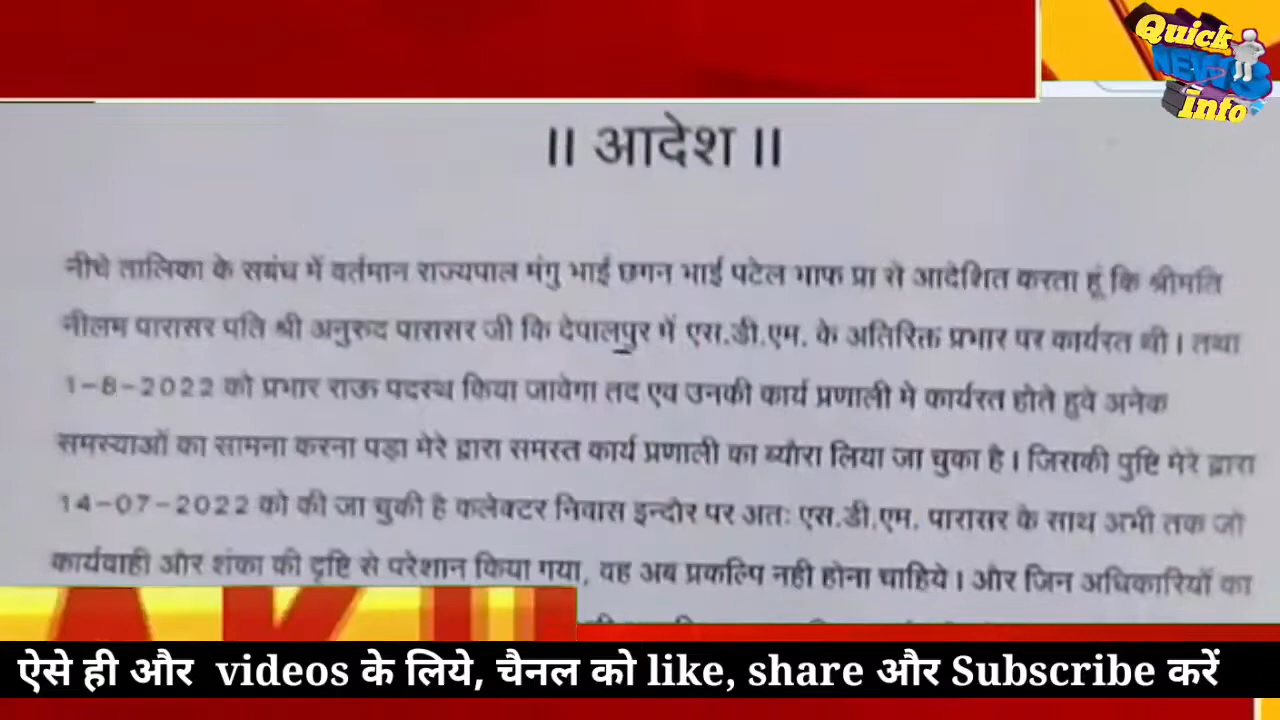 Quick
NEWS
Info
।। आदेश ।।
नीचे तालिका के सबंध में वर्तमान राज्यपाल मंगु भाई छगन भाई पटेल भाफ प्रा से आदेशित करता हूं कि श्रीमति
नीलम पारासर पति श्री अनुरुद पारासर जी कि देपालपुर में एस.डी.एम. के अतिरिक्त प्रभार पर कार्यरत थी । तथा
1-8-2022 को प्रभार राऊ पदस्थ किया जावेगा तद एव उनकी कार्य प्रणाली मे कार्यरत होते हुवे अनेक
समस्याओं का सामना करना पड़ा मेरे द्वारा समस्त कार्य प्रणाली का ब्यौरा लिया जा चुका है । जिसकी पुष्टि मेरे द्वारा
14-07-2022 को की जा चुकी है कलेक्टर निवास इन्दौर पर अतः एस.डी.एम. पारासर के साथ अभी तक जो
कार्यवाही और शंका की दृष्टि से परेशान किया गया, वह अब प्रकल्पि नही होना चाहिये । और जिन अधिकारियों का
ऐसे ही और videos के लिये, चैनल को like, share और Subscribe करें